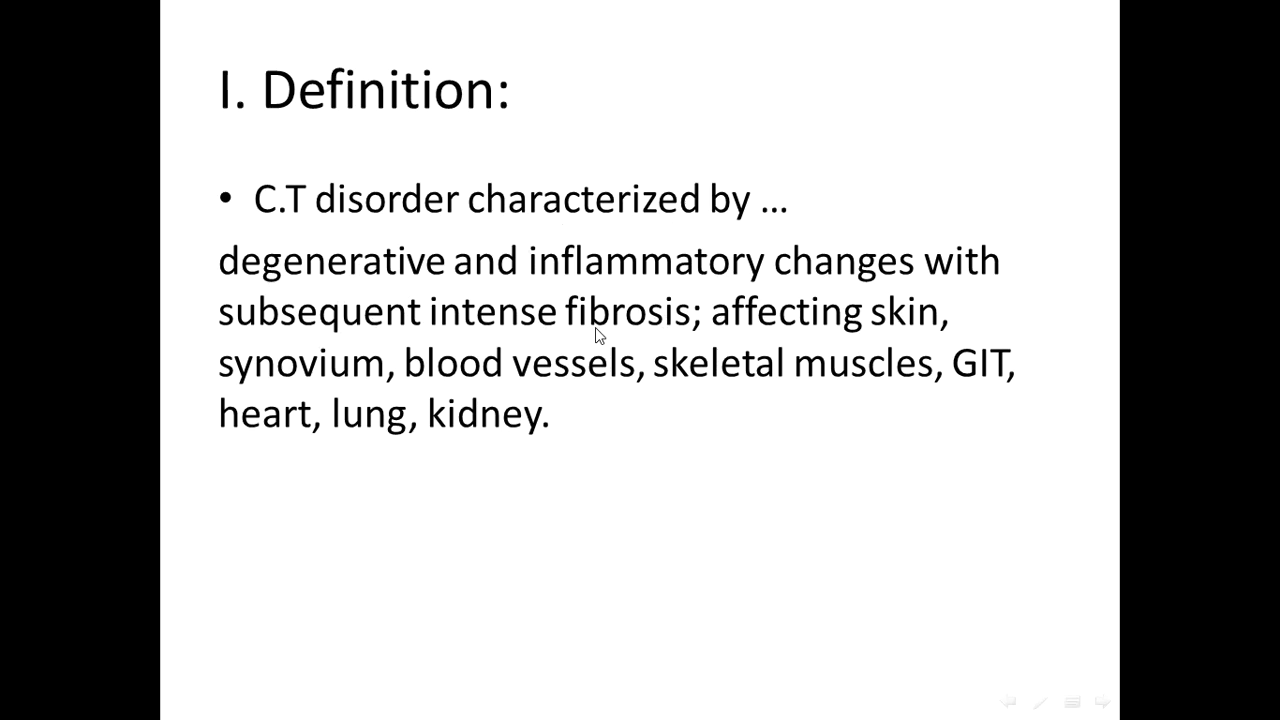 I. Definition:
• C.T disorder characterized by ...
degenerative and inflammatory changes with
subsequent intense fibrosis; affecting skin,
synovium, blood vessels, skeletal muscles, GIT,
heart, lung, kidney.